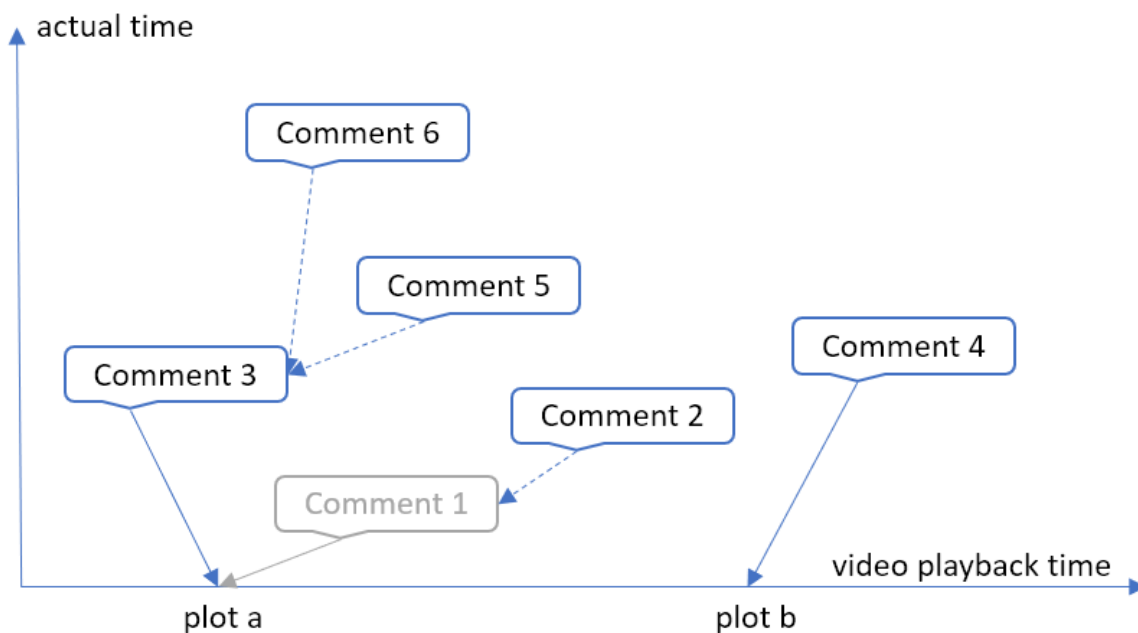 actual time
Comment 6
Comment 5
Comment 4
Comment 3
Comment 2
Comment 1
video playback time
plot a
plot b